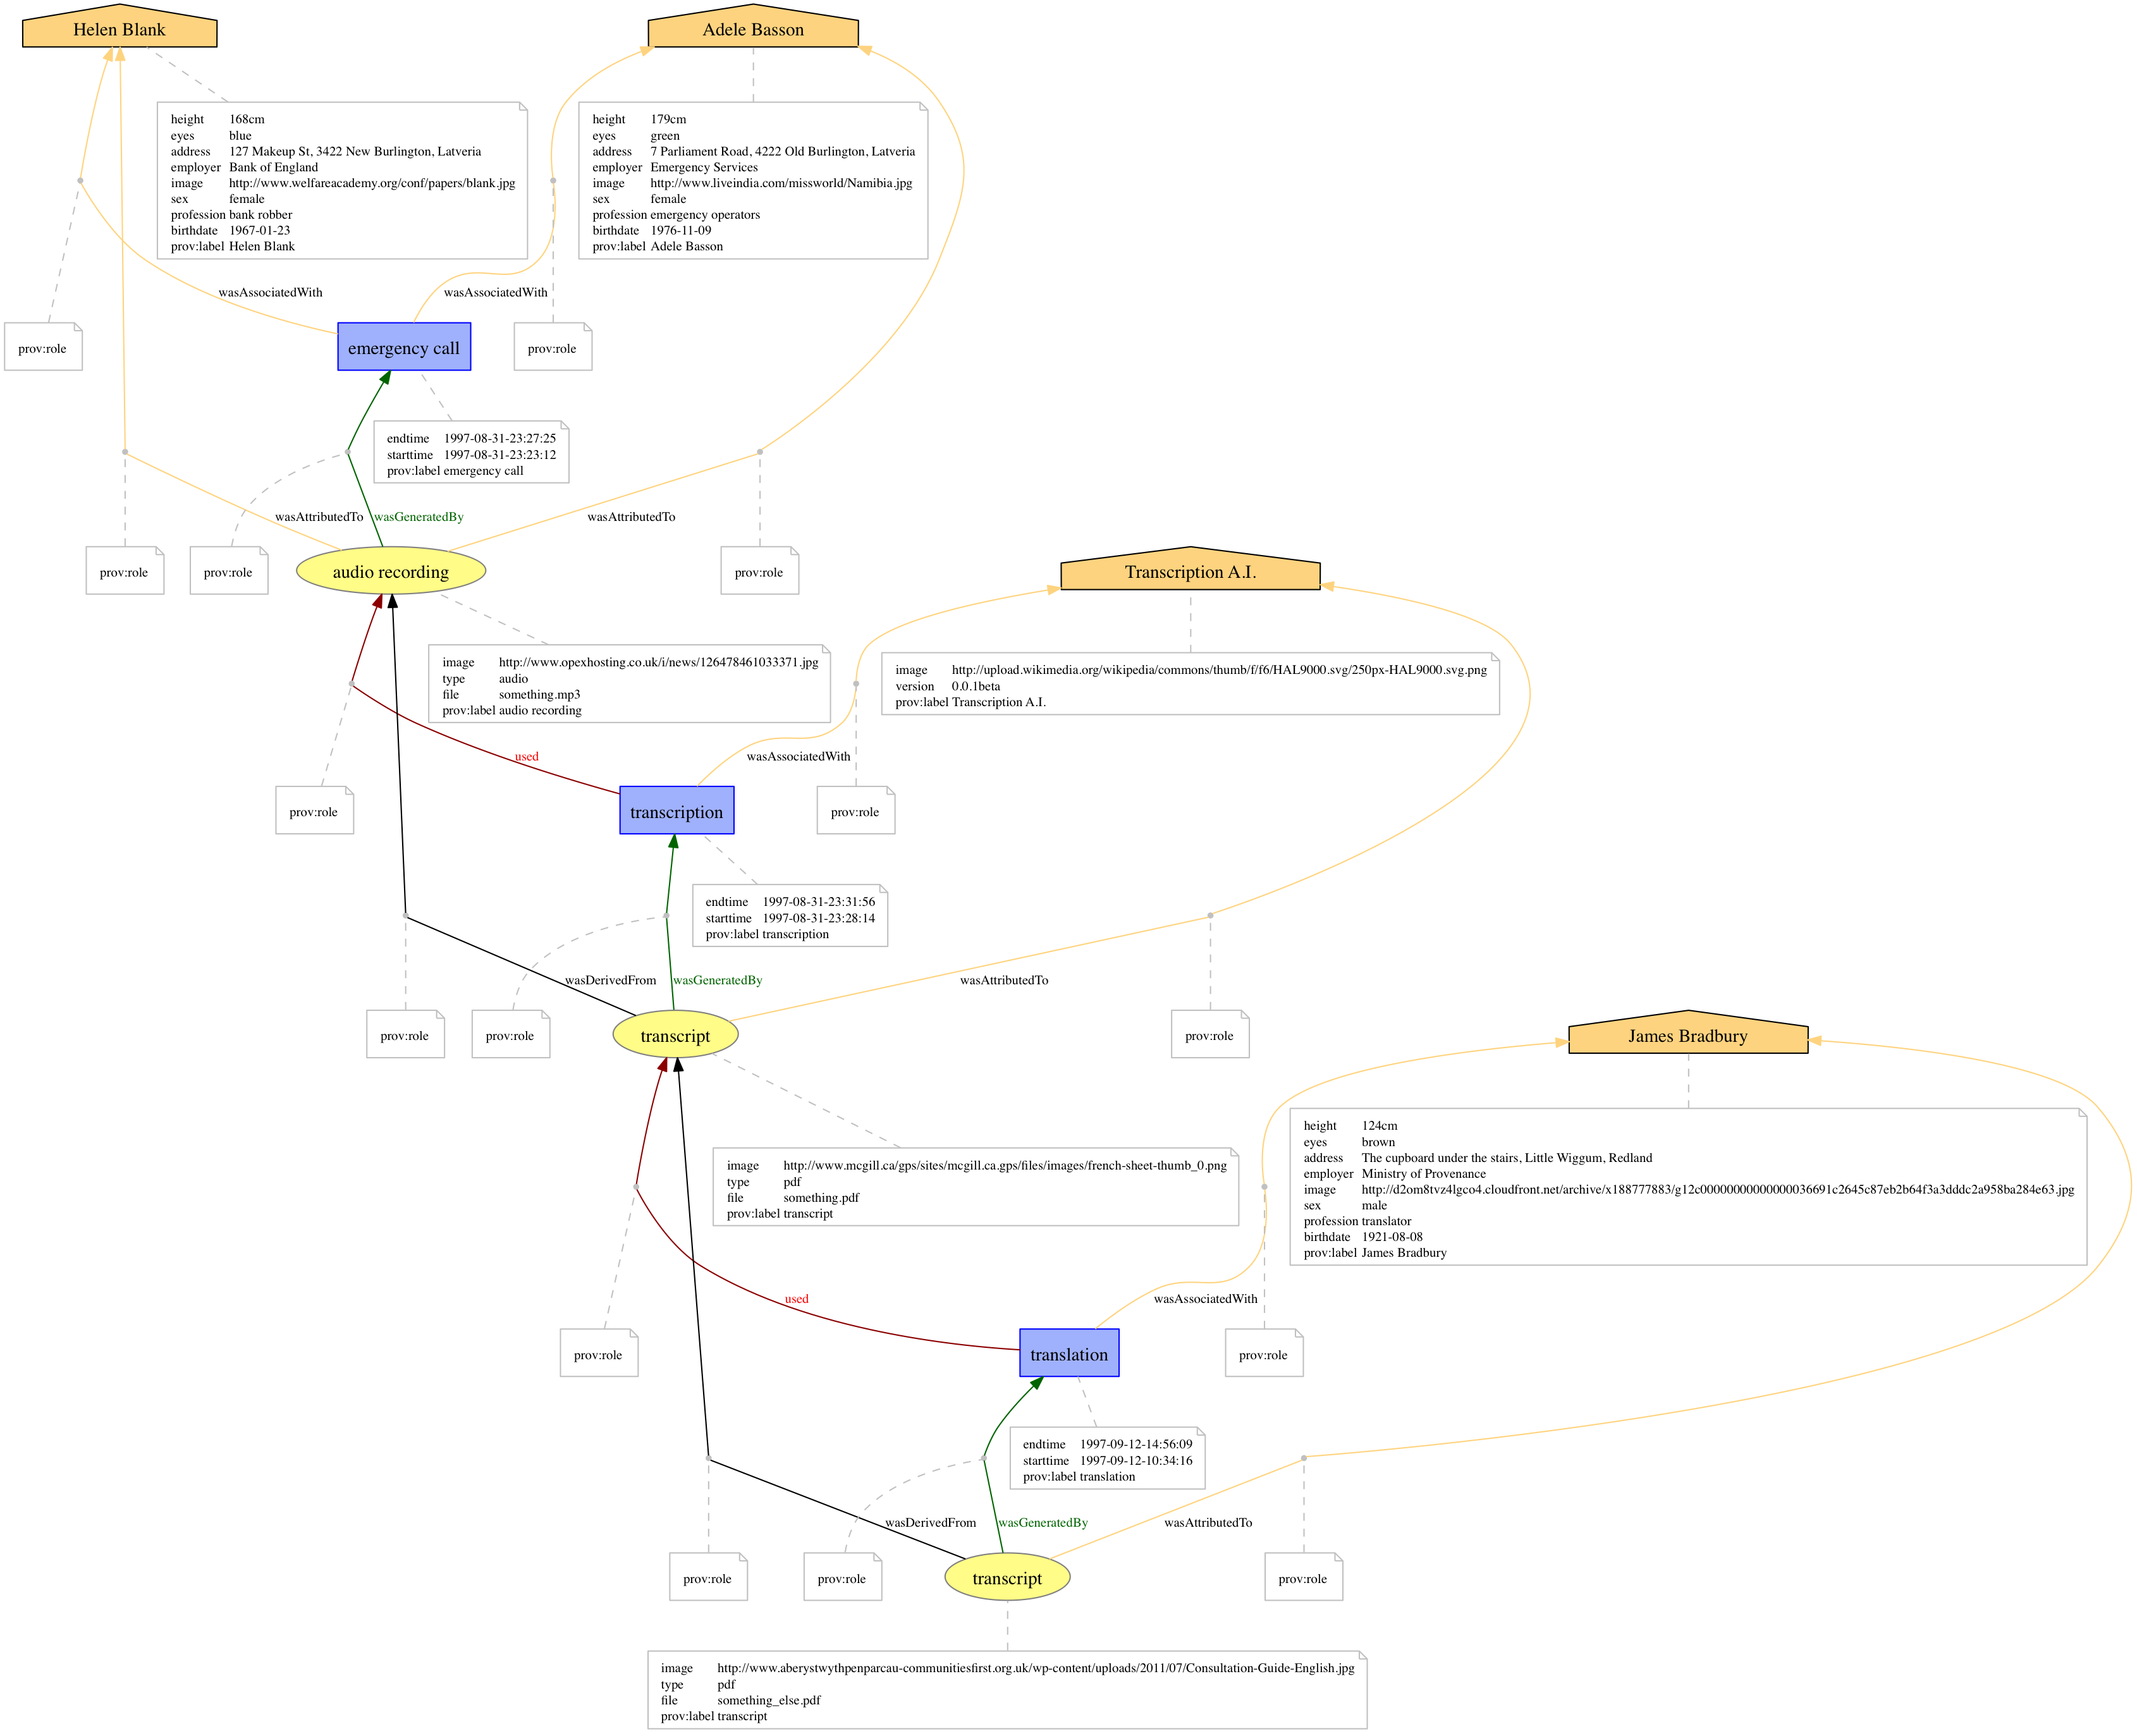 Helen Blank
Adele Basson
height 168cm
eyes blue
address 127 Makeup St, 3422 New Burlington, Latveria
employer Bank of England
image http://www.welfareacademy.org/conf/papers/blank.jpg
sex female
profession bank robber
birthdate 1967-01-23
prov:label Helen Blank
height 179cm
eyes green
address 7 Parliament Road, 4222 Old Burlington, Latveria
employer Emergency Services
image http://www.liveindia.com/missworld/Namibia.jpg
sex female
profession emergency operators
birthdate 1976-11-09
prov:label Adele Basson
wasAssociatedWith
wasAssociatedWith
prov:role
emergency call
prov:role
endtime 1997-08-31-23:27:25
starttime 1997-08-31-23:23:12
prov:label emergency call
wasAttributedTo
wasGeneratedBy
wasAttributedTo
prov:role
prov:role
audio recording
prov:role
Transcription A.I.
image http://www.opexhosting.co.uk/i/news/126478461033371.jpg
type audio
file something.mp3
prov:label audio recording
image http://upload.wikimedia.org/wikipedia/commons/thumb/f/f6/HAL9000.svg/250px-HAL9000.svg.png
version 0.0.1beta
prov:label Transcription A.I.
used
wasAssociatedWith
prov:role
transcription
prov:role
endtime 1997-08-31-23:31:56
starttime 1997-08-31-23:28:14
prov:label transcription
wasDerivedFrom
wasGeneratedBy
wasAttributedTo
prov:role
prov:role
transcript
prov:role
James Bradbury
image http://www.mcgill.ca/gps/sites/mcgill.ca.gps/files/images/french-sheet-thumb_0.png
type pdf
file something.pdf
prov:label transcript
height 124cm
eyes brown
address The cupboard under the stairs, Little Wiggum, Redland
employer Ministry of Provenance
image http://d2om8tvz4lgco4.cloudfront.net/archive/x188777883/g12c00000000000000036691c2645c87eb2b64f3a3dddc2a958ba284e63.jpg
sex male
profession translator
birthdate 1921-08-08
prov:label James Bradbury
used
wasAssociatedWith
prov:role
translation
prov:role
endtime 1997-09-12-14:56:09
starttime 1997-09-12-10:34:16
prov:label translation
wasDerivedFrom
wasGeneratedBy
wasAttributedTo
prov:role
prov:role
transcript
prov:role
image http://www.aberystwythpenparcau-communitiesfirst.org.uk/wp-content/uploads/2011/07/Consultation-Guide-English.jpg
type pdf
file something_else.pdf
prov:label transcript